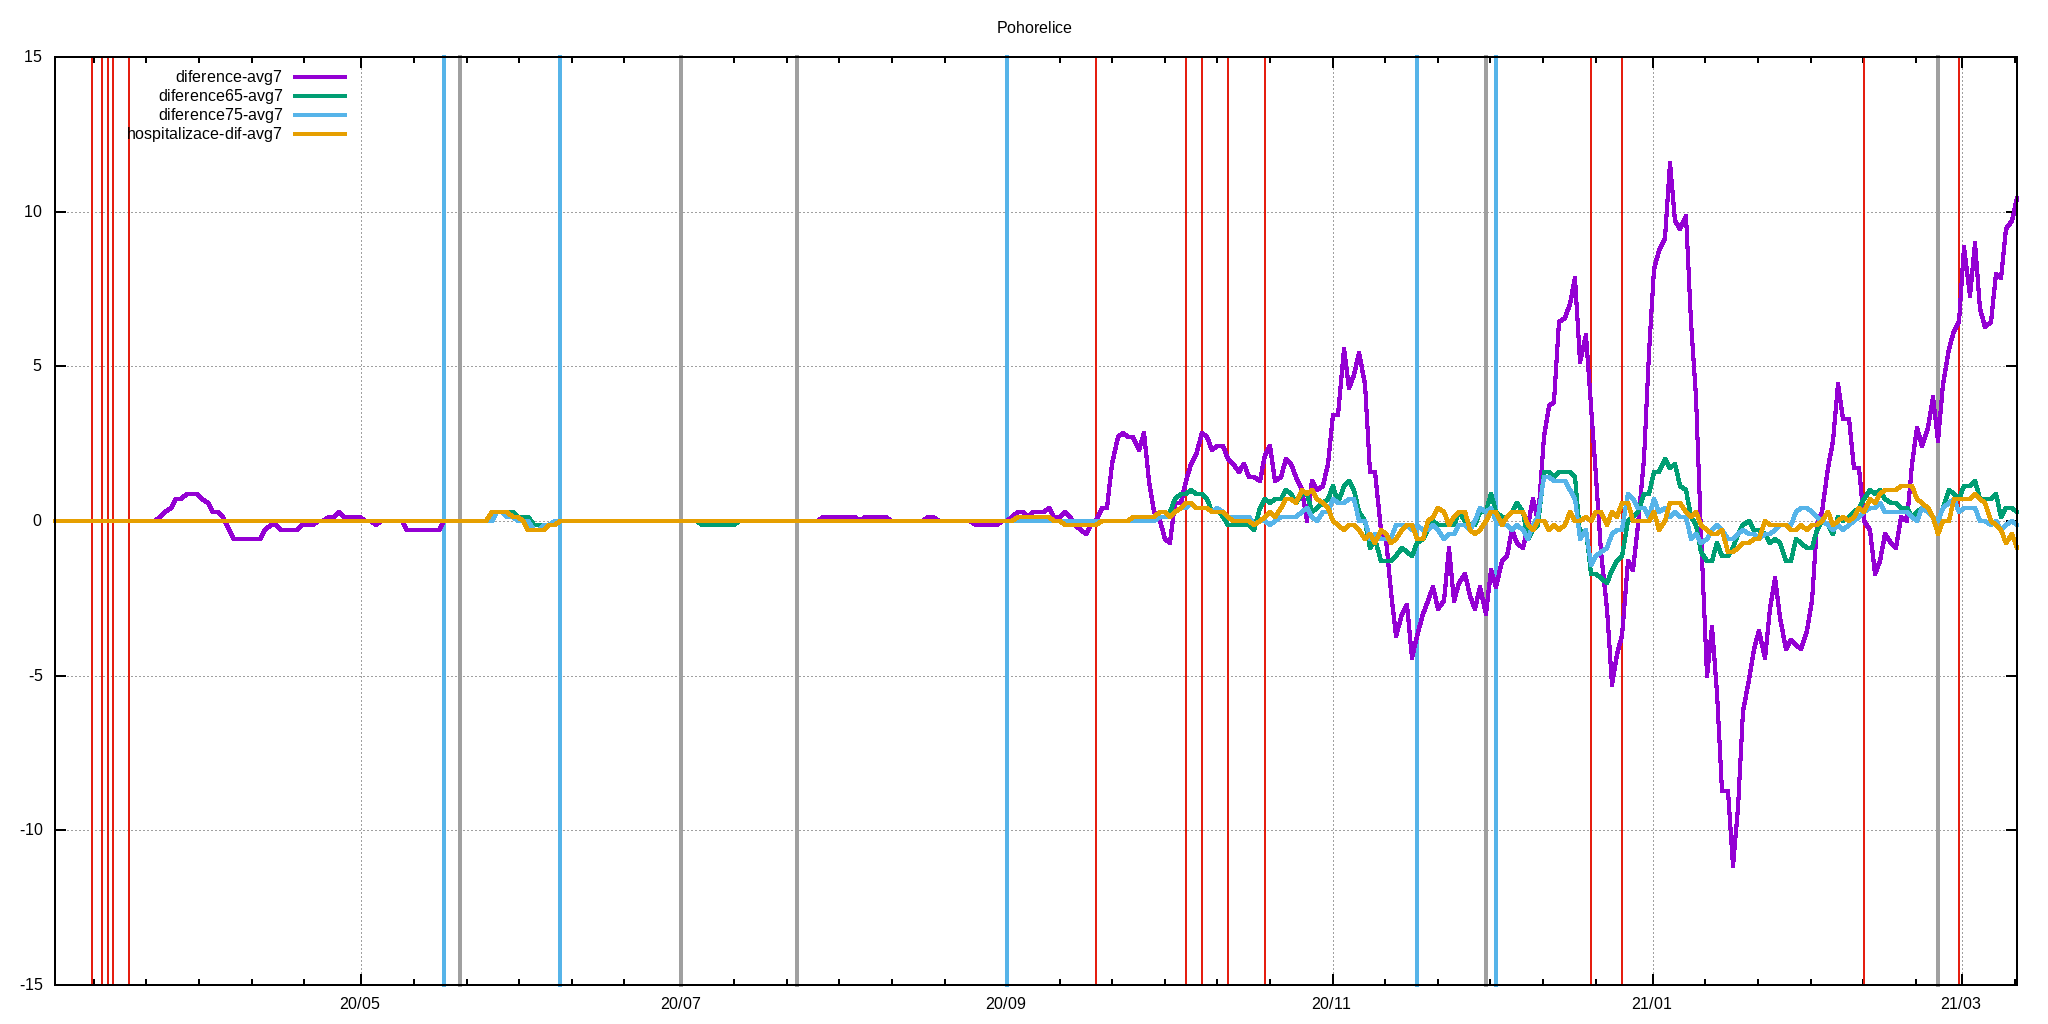 Pohorelice
15
diference-avg7
diference65-avg7
diference75-avg7
hospitalizace-dif-avg7
10
5
0
-5
-10
-15
20/05 20/07 20/09 20/11 21/01 21/03